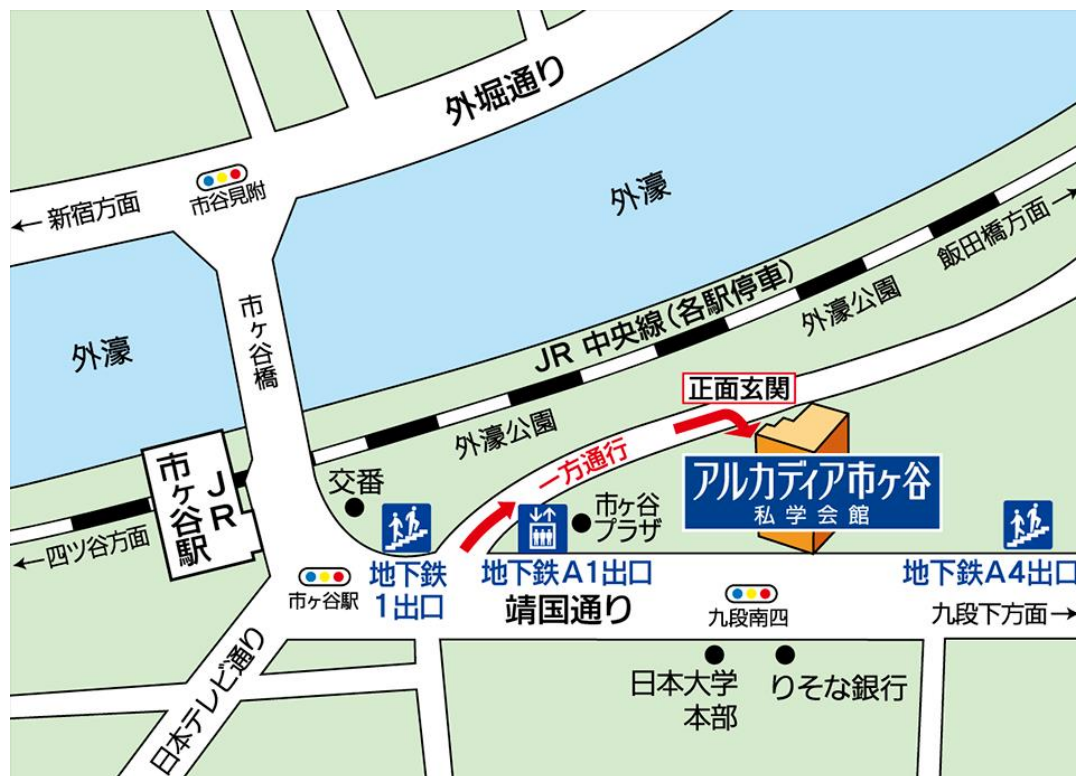 外堀通り
市谷見附
←新宿方面
外濠
飯田橋方面→
市ヶ谷橋
外濠
JR 中央線(各駅停車)
外濠公園
正面玄関
外濠公園
一方通行
アルカディア市ヶ谷
私学会館
JR
市ヶ谷駅
交番
市ヶ谷
プラザ
←四ツ谷方面
地下鉄
1出口
地下鉄A1出口
地下鉄A4出口
市ヶ谷駅
靖国通り
九段南四
九段下方面→
日本テレビ通り
日本大学
本部
りそな銀行